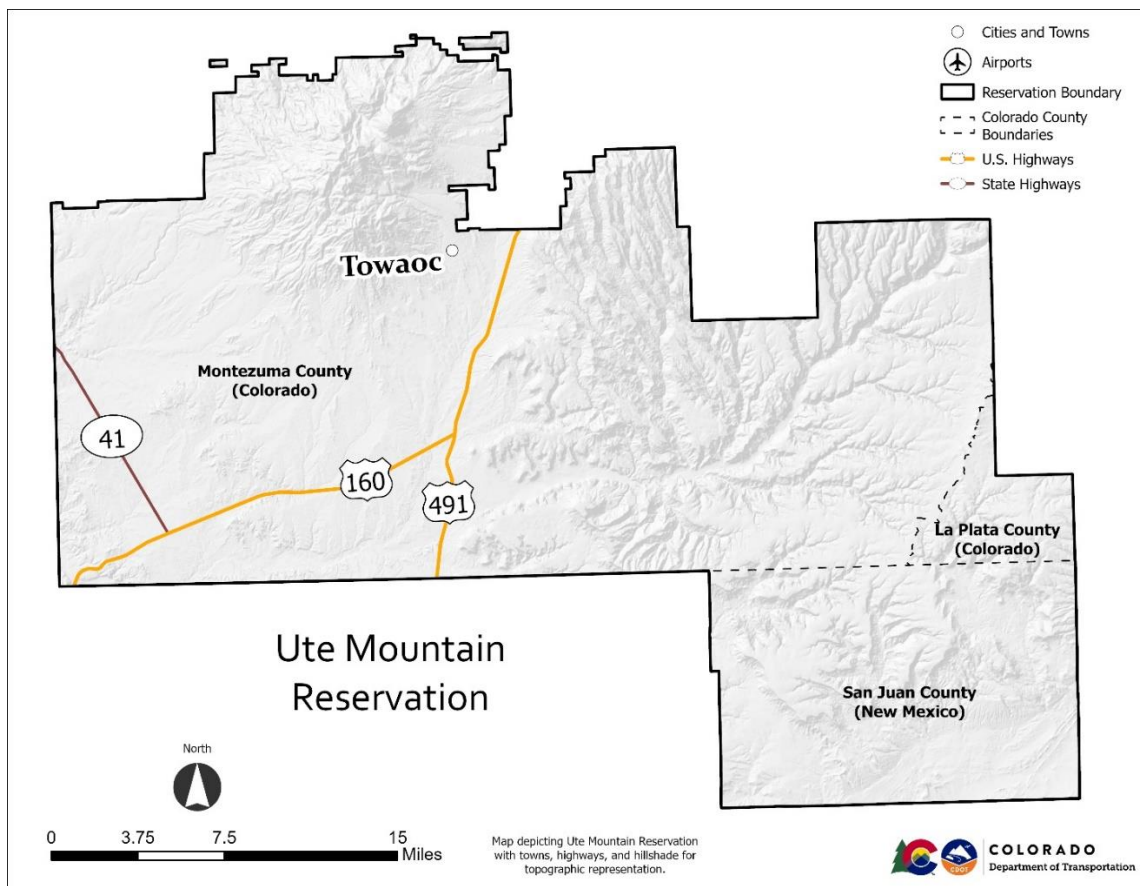 Cities and Towns
Airports
Reservation Boundary
Colorado County
Boundaries
U.S. Highways
State Highways
Towaoc
Montezuma County
(Colorado)
41
160
491
La Plata County
(Colorado)
Ute Mountain
Reservation
San Juan County
(New Mexico)
North
0 3.75 7.5 15
Miles
Map depicting Ute Mountain Reservation
with towns, highways, and hillshade for
topographic representation.
CDOT
COLORADO
Department of Transportation